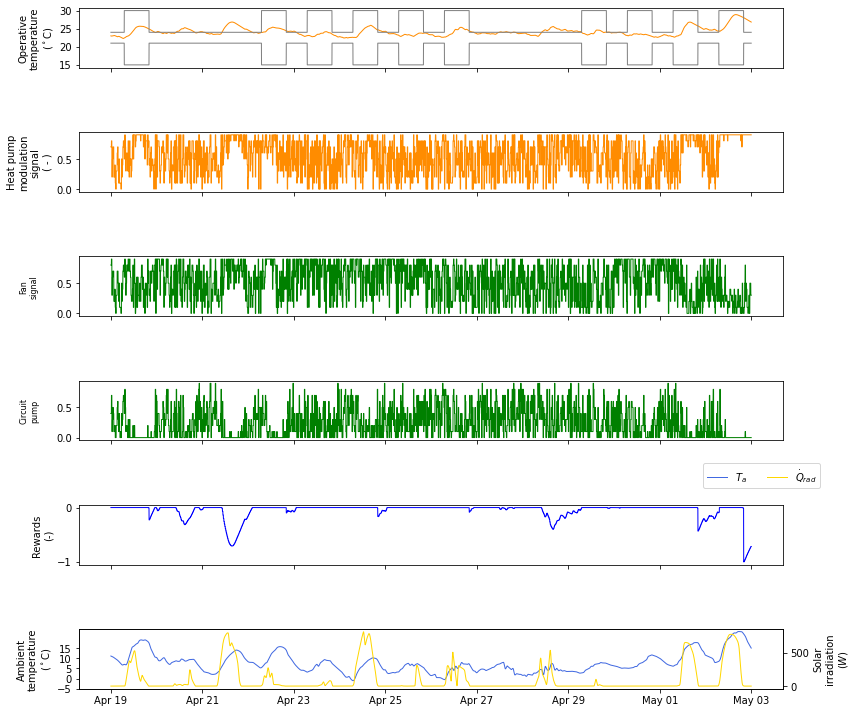 Operative
temperature
(°C)
30
25
20
15
Heat pump
modulation
signal
( - )
0.5
0.0
Fan
signal
0.5
0.0
Circuit
pump
0.5
0.0
T_a
Q̇_rad
Rewards
(-)
0
−1
Ambient
temperature
(°C)
15
10
5
0
−5
500
0
Solar
irradiation
(W)
Apr 19 Apr 21 Apr 23 Apr 25 Apr 27 Apr 29 May 01 May 03